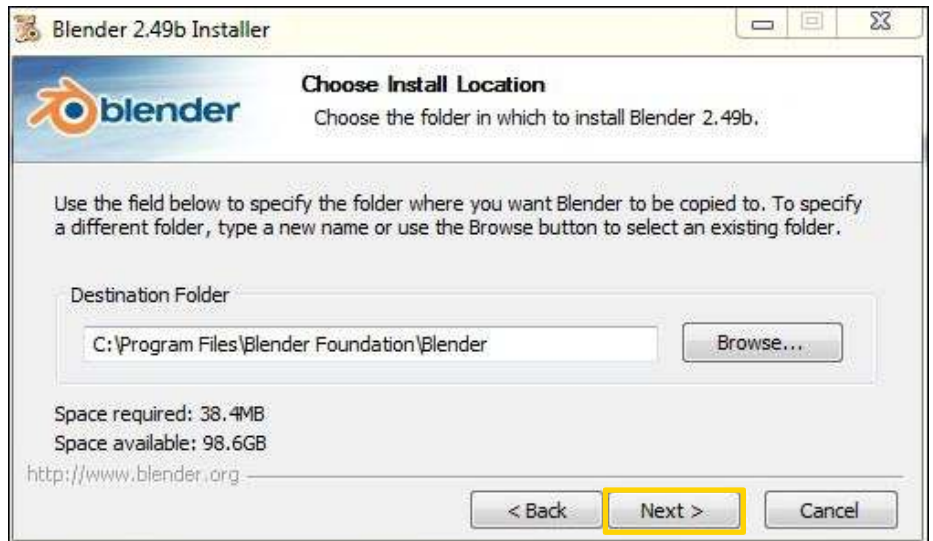 Blender 2.49b Installer
blender
Choose Install Location
Choose the folder in which to install Blender 2.49b.
Use the field below to specify the folder where you want Blender to be copied to. To specify
a different folder, type a new name or use the Browse button to select an existing folder.
Destination Folder
C:\Program Files\Blender Foundation\Blender
Browse...
Space required: 38.4MB
Space available: 98.6GB
http://www.blender.org
< Back
Next >
Cancel